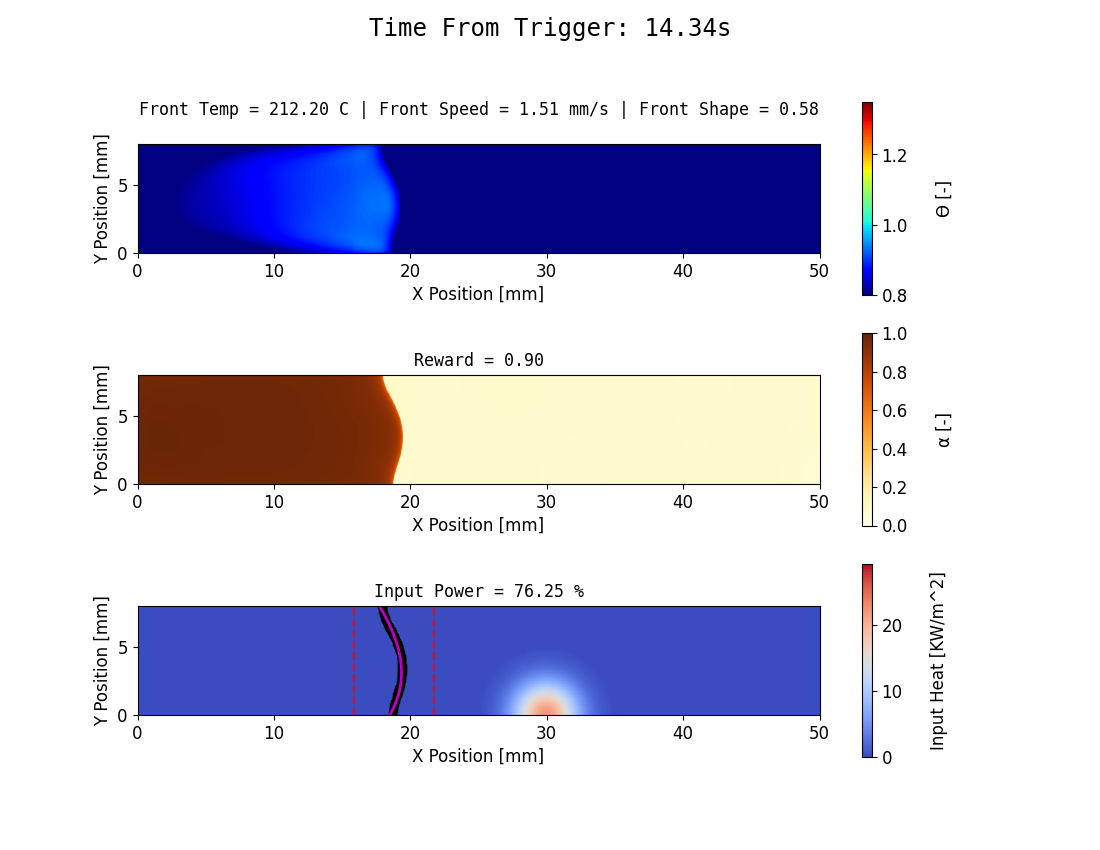 Time From Trigger: 14.34s
Front Temp = 212.20 C | Front Speed = 1.51 mm/s | Front Shape = 0.58
Y Position [mm]
5
0
0 10 20 30 40 50
X Position [mm]
1.2
1.0
0.8
Θ [-]
Reward = 0.90
Y Position [mm]
5
0
0 10 20 30 40 50
X Position [mm]
1.0
0.8
0.6
0.4
0.2
0.0
α [-]
Input Power = 76.25 %
Y Position [mm]
5
0
0 10 20 30 40 50
X Position [mm]
20
10
0
Input Heat [KW/m^2]